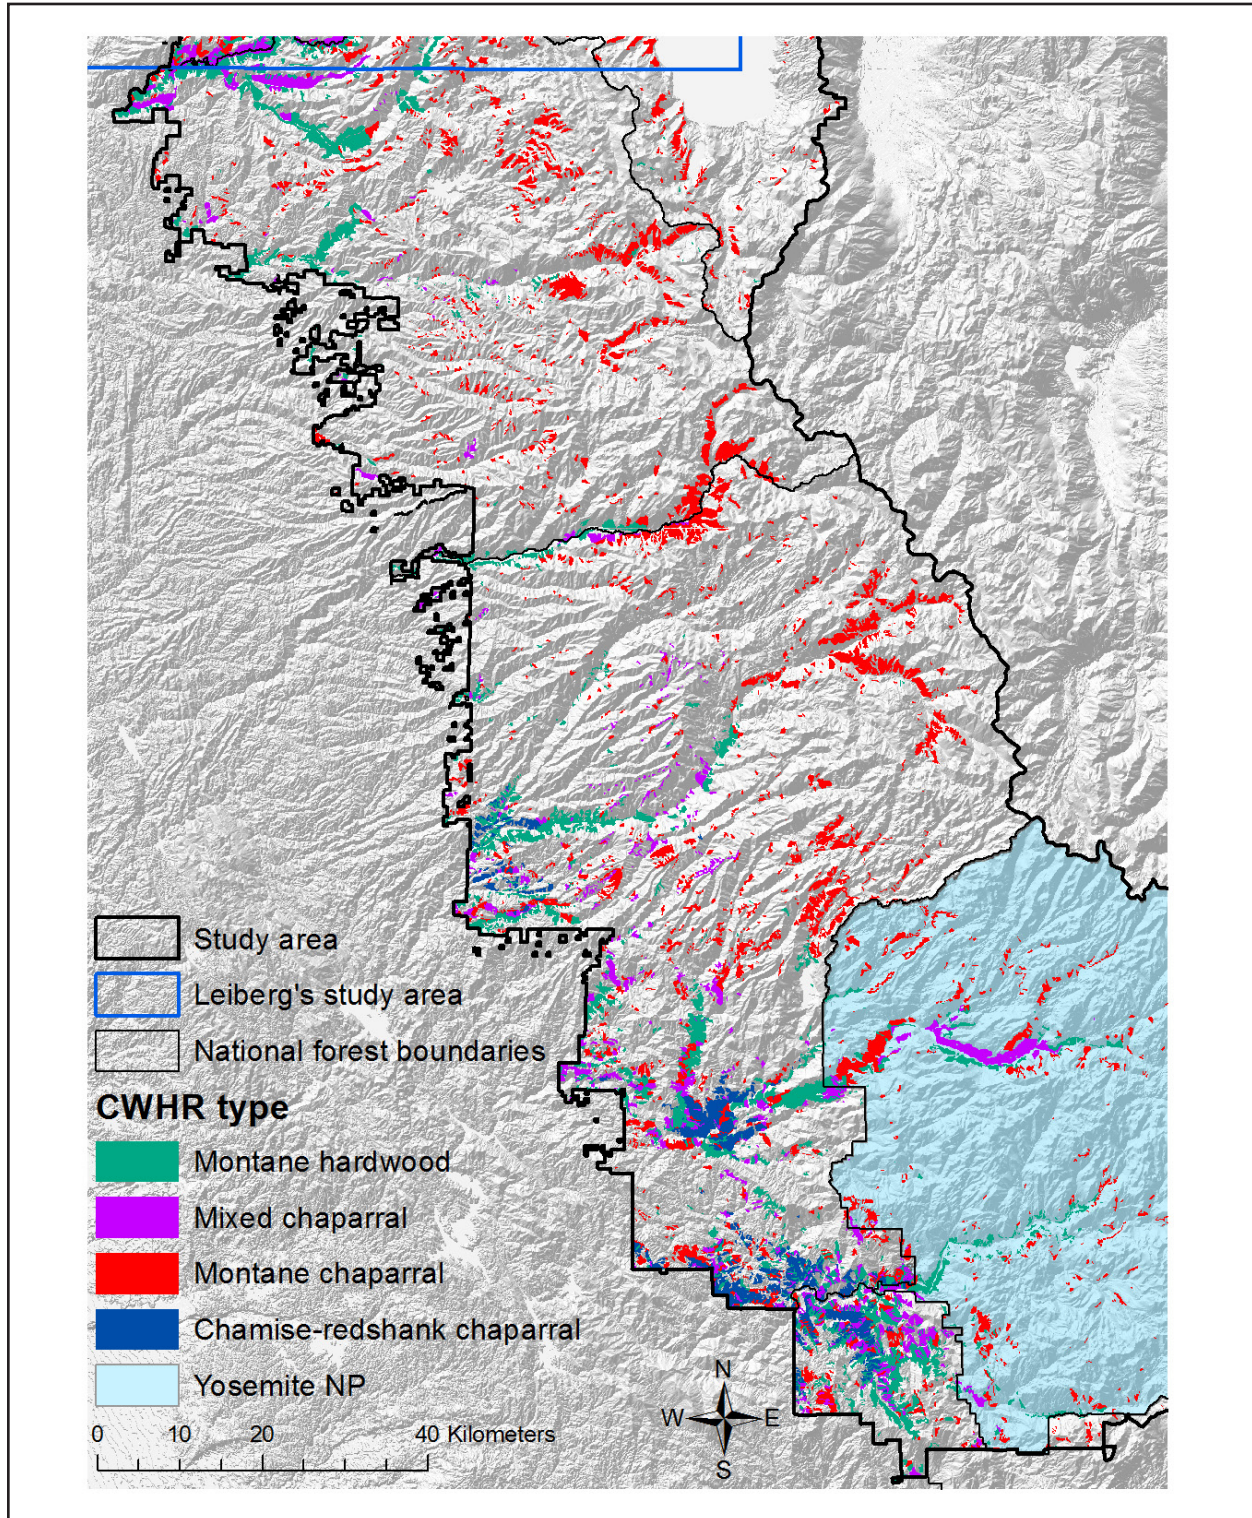 Study area
Leiberg's study area
National forest boundaries
CWHR type
Montane hardwood
Mixed chaparral
Montane chaparral
Chamise-redshank chaparral
Yosemite NP
N
W E
S
0 10 20 40 Kilometers